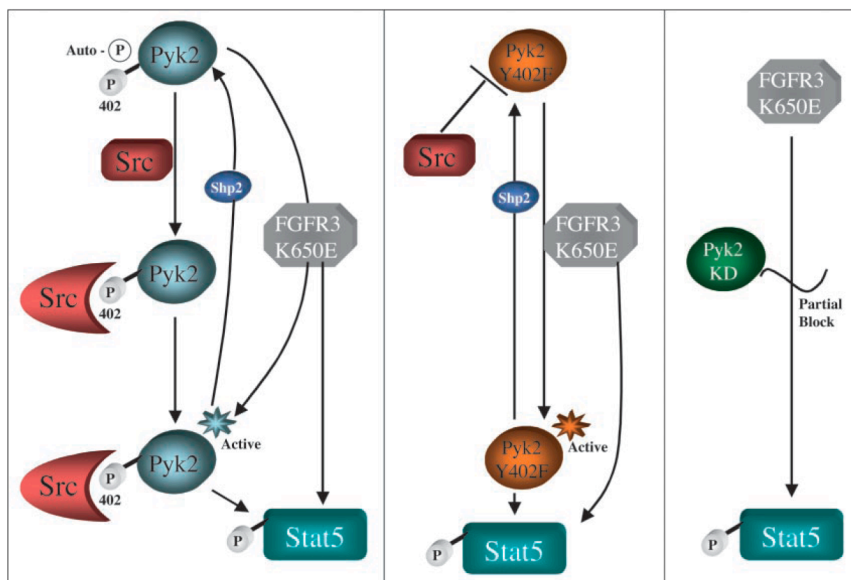 Auto - P
Pyk2
P
402
Src
Shp2
FGFR3
K650E
Src
P
402
Pyk2
Active
Src
P
402
Pyk2
P
Stat5
Pyk2
Y402F
Src
Shp2
FGFR3
K650E
Active
Pyk2
Y402F
P
Stat5
FGFR3
K650E
Pyk2
KD
Partial
Block
P
Stat5